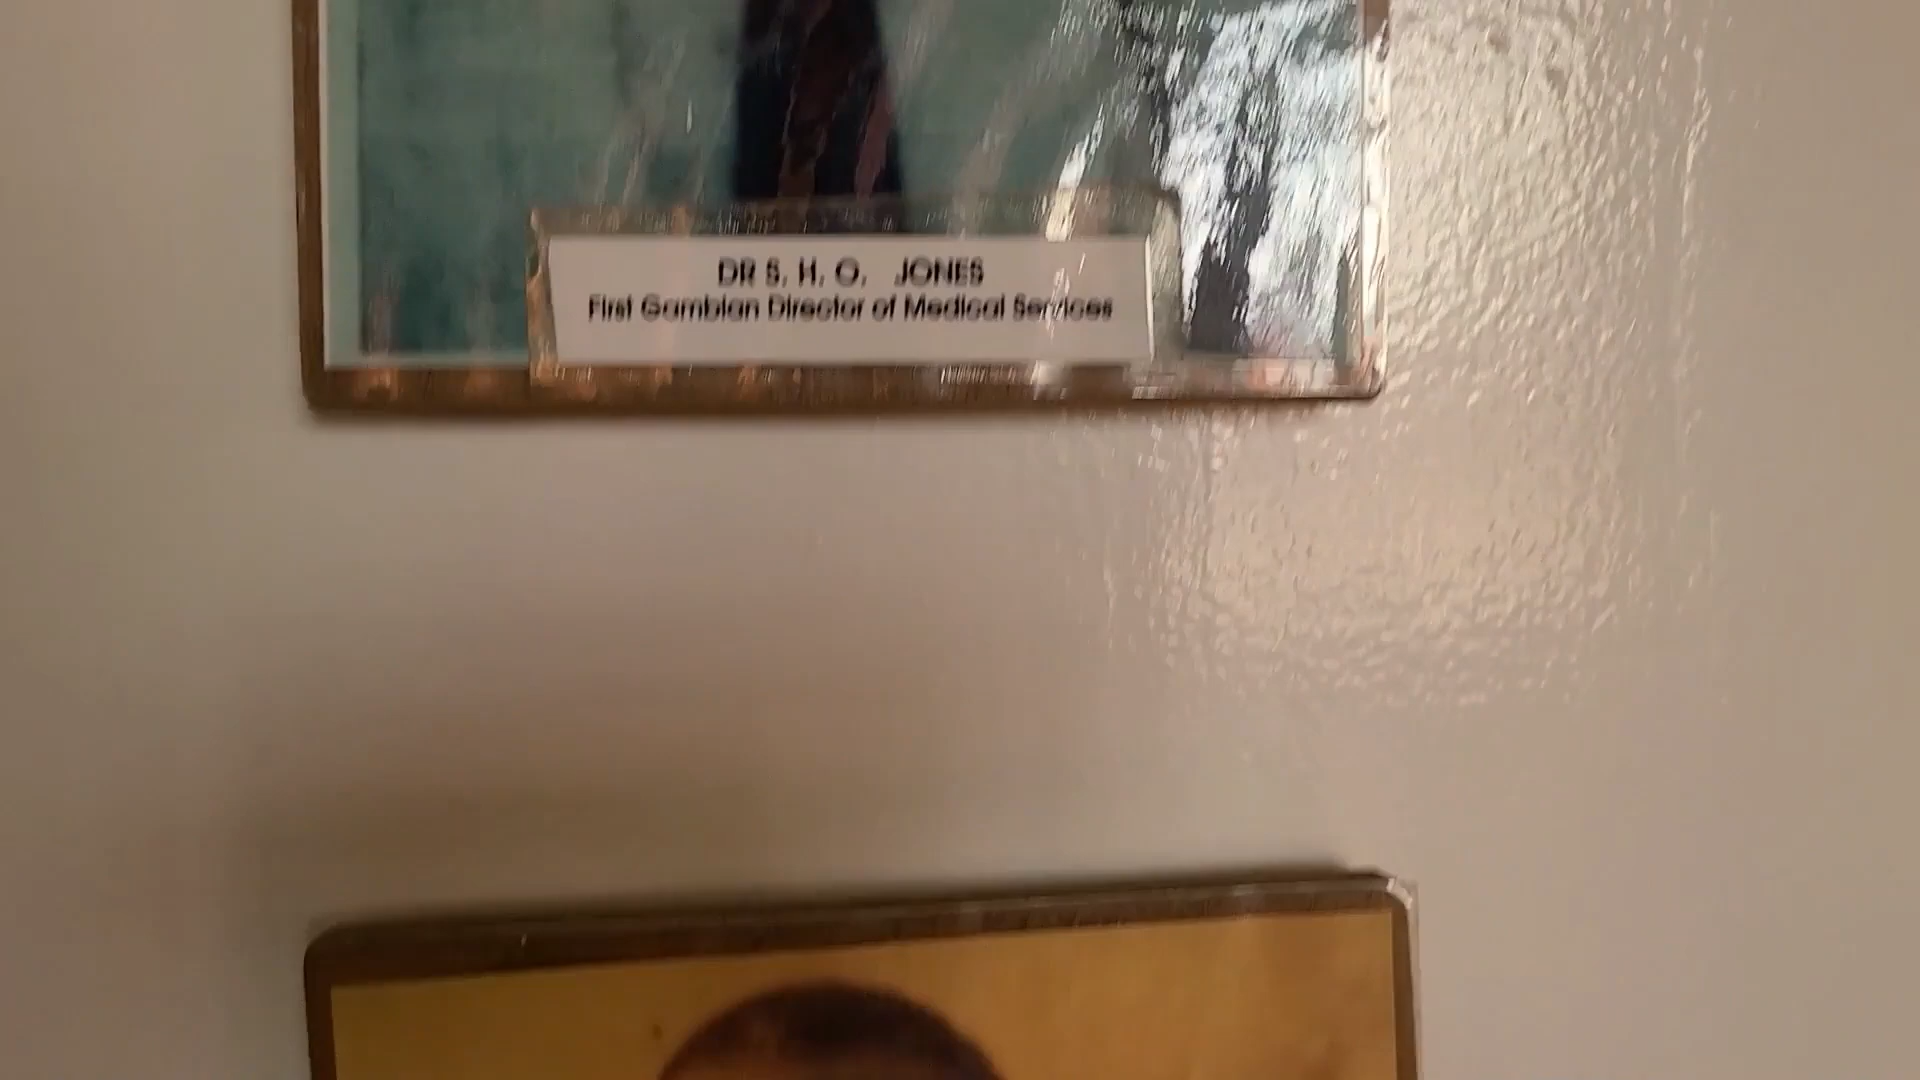 DR S. H. O. JONES
First Gambian Director of Medical Services